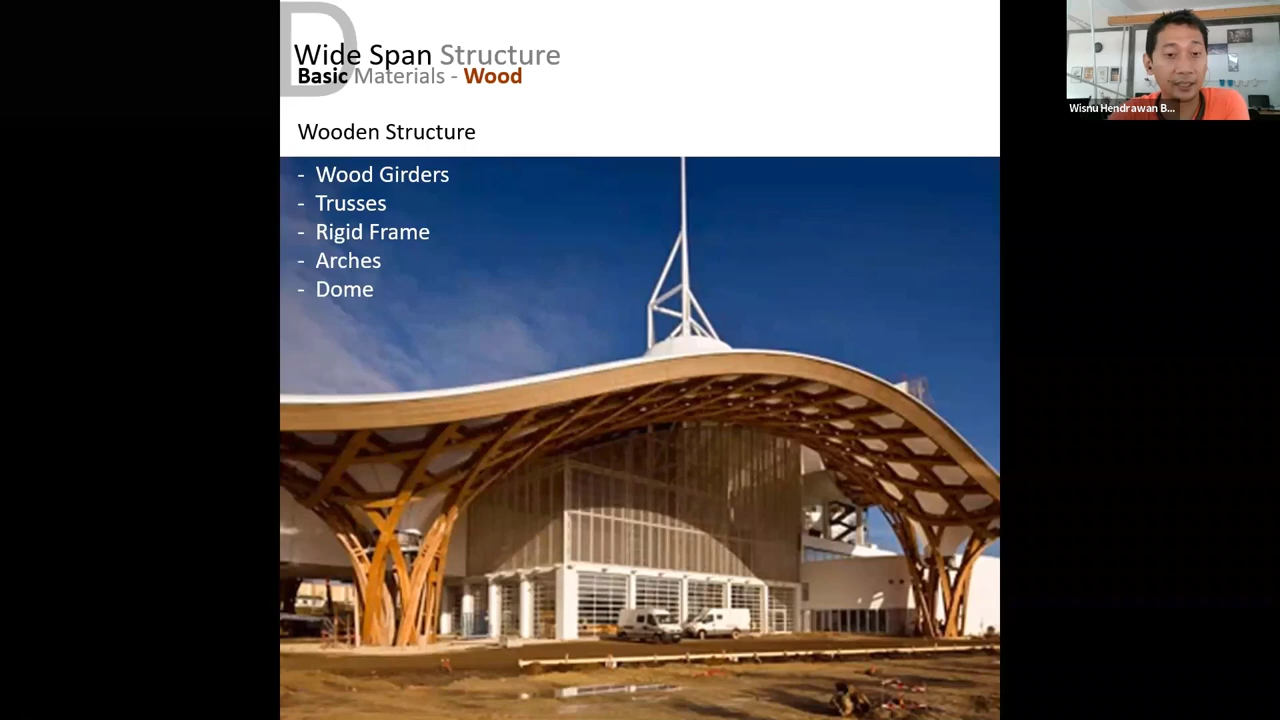 D
Wide Span Structure
Basic Materials - Wood
Wooden Structure
- Wood Girders
- Trusses
- Rigid Frame
- Arches
- Dome
Wisnu Hendrawan B...